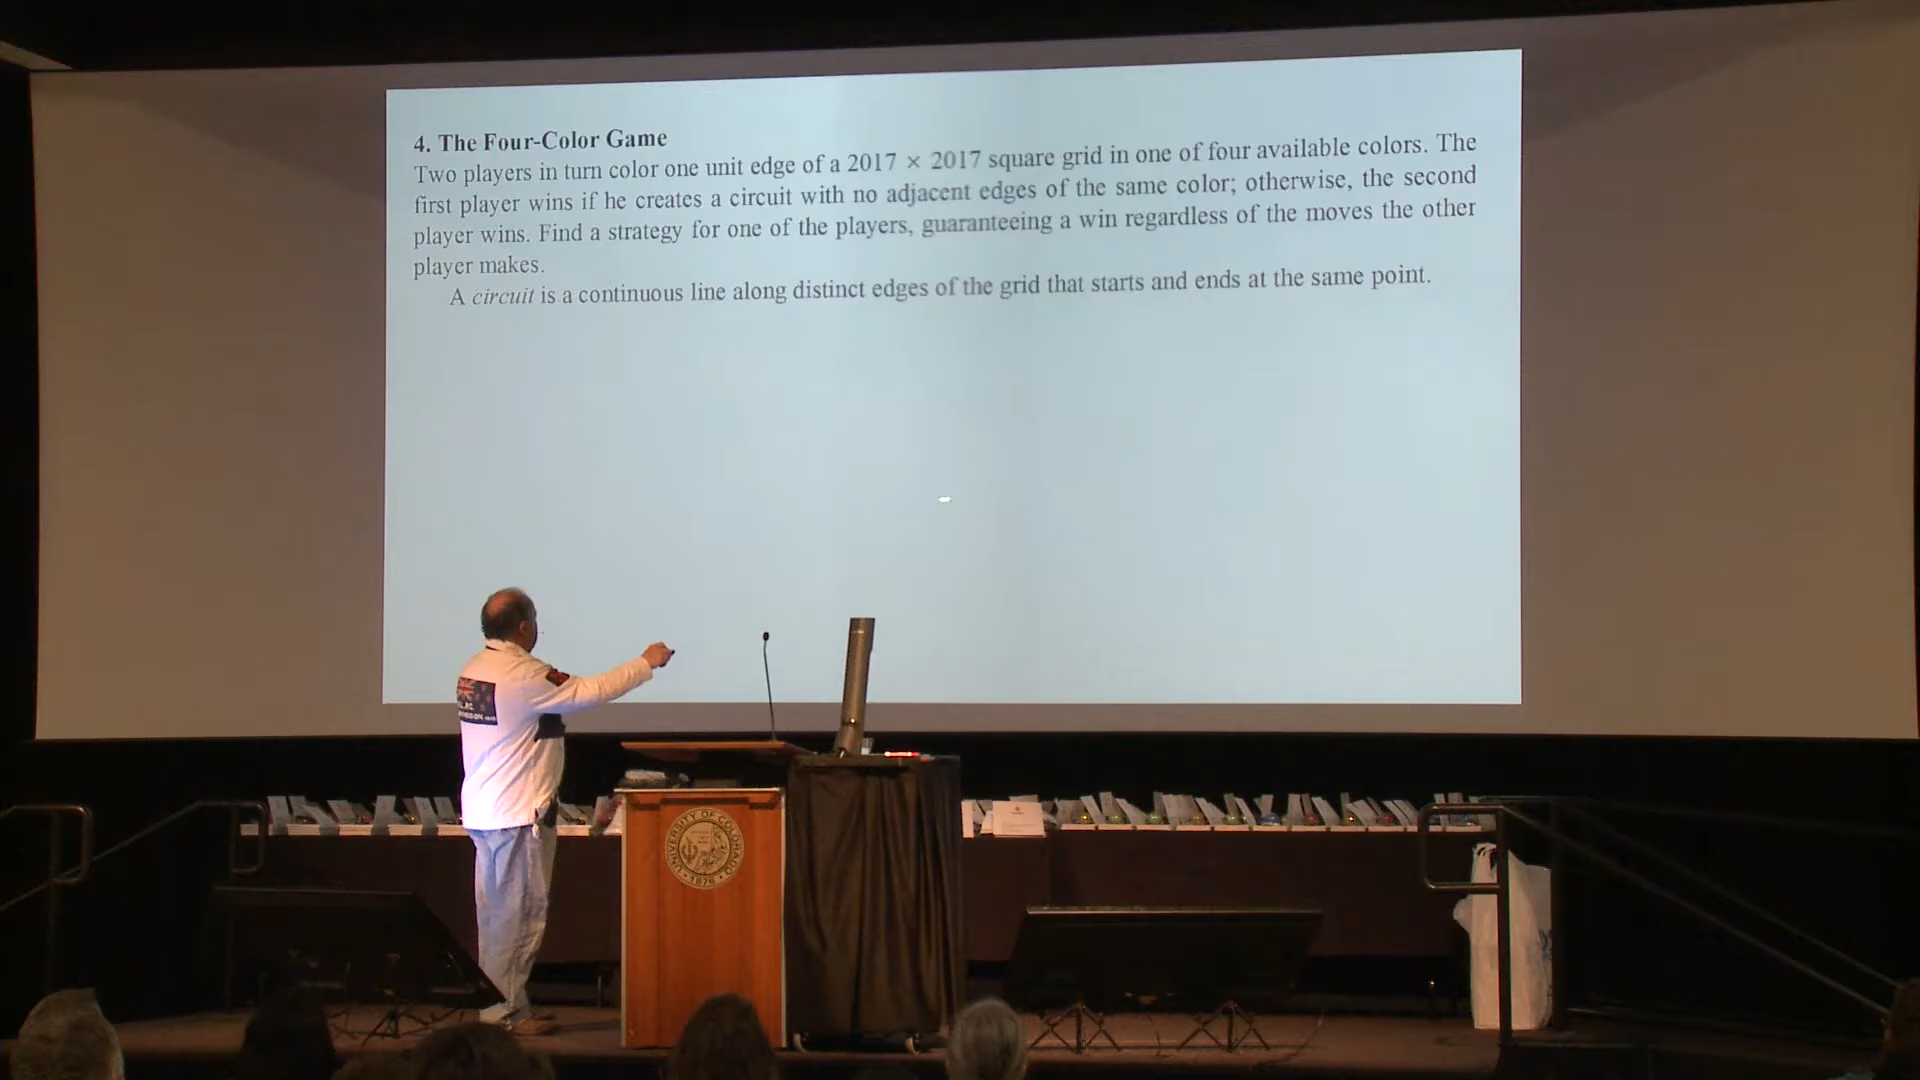 4. The Four-Color Game
Two players in turn color one unit edge of a 2017 × 2017 square grid in one of four available colors. The
first player wins if he creates a circuit with no adjacent edges of the same color; otherwise, the second
player wins. Find a strategy for one of the players, guaranteeing a win regardless of the moves the other
player makes.
A circuit is a continuous line along distinct edges of the grid that starts and ends at the same point.
UNIVERSITY OF COLORADO
1876